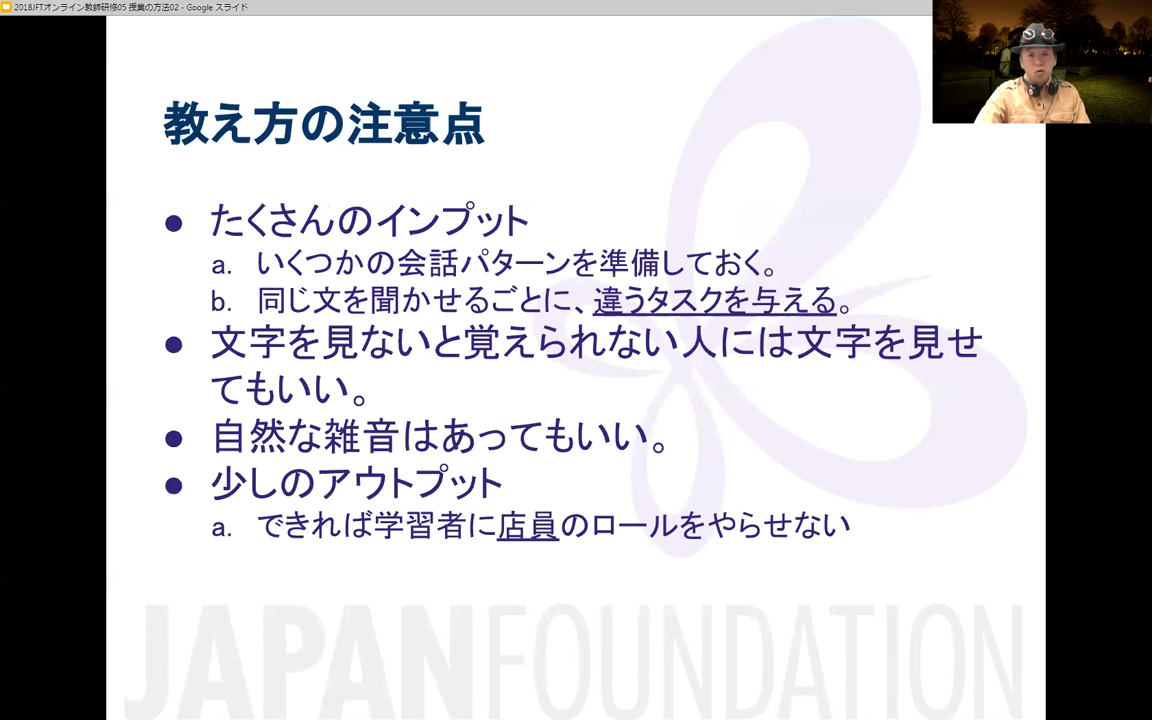 2018JFTオンライン教師研修05 授業の方法02 - Google スライド
教え方の注意点
● たくさんのインプット
a. いくつかの会話パターンを準備しておく。
b. 同じ文を聞かせるごとに、違うタスクを与える。
● 文字を見ないと覚えられない人には文字を見せ
てもいい。
● 自然な雑音はあってもいい。
● 少しのアウトプット
a. できれば学習者に店員のロールをやらせない
JAPANFOUNDATION